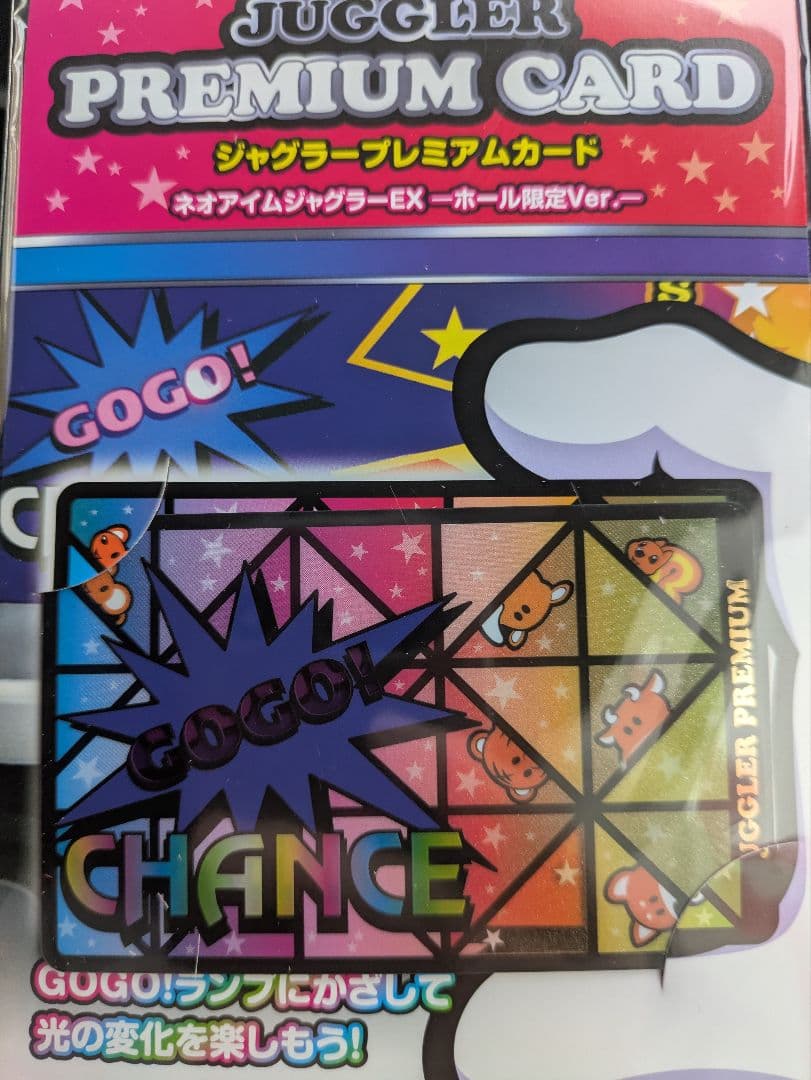 JUGGLER
PREMIUM CARD
ジャグラープレミアムカード
ネオアイムジャグラーEX ーホール限定Ver.ー
S
GOGO!
C
GOGO!
CHANCE
JUGGLER PREMIUM
GOGO!ランプにかざして
光の変化を楽しもう!